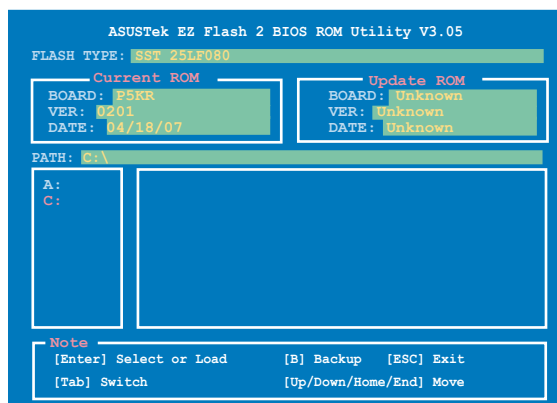 ASUSTek EZ Flash 2 BIOS ROM Utility V3.05
FLASH TYPE: SST 25LF080
Current ROM
BOARD: P5KR
VER: 0201
DATE: 04/18/07
Update ROM
BOARD: Unknown
VER: Unknown
DATE: Unknown
PATH: C:\
A:
C:
Note
[Enter] Select or Load [B] Backup [ESC] Exit
[Tab] Switch [Up/Down/Home/End] Move